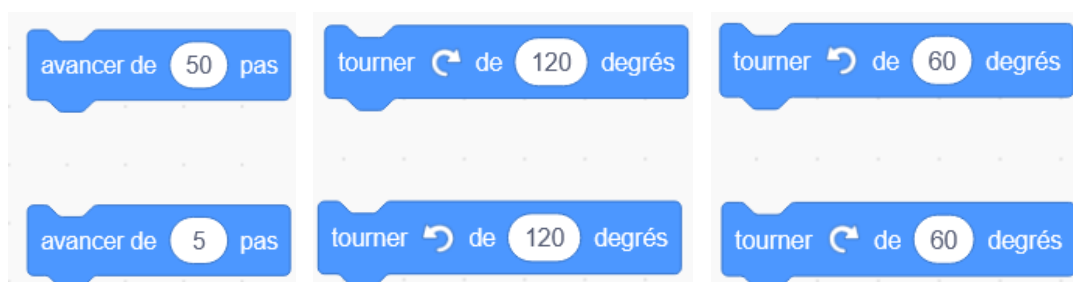 avancer de 50 pas
tourner de 120 degrés
tourner de 60 degrés
avancer de 5 pas
tourner de 120 degrés
tourner de 60 degrés